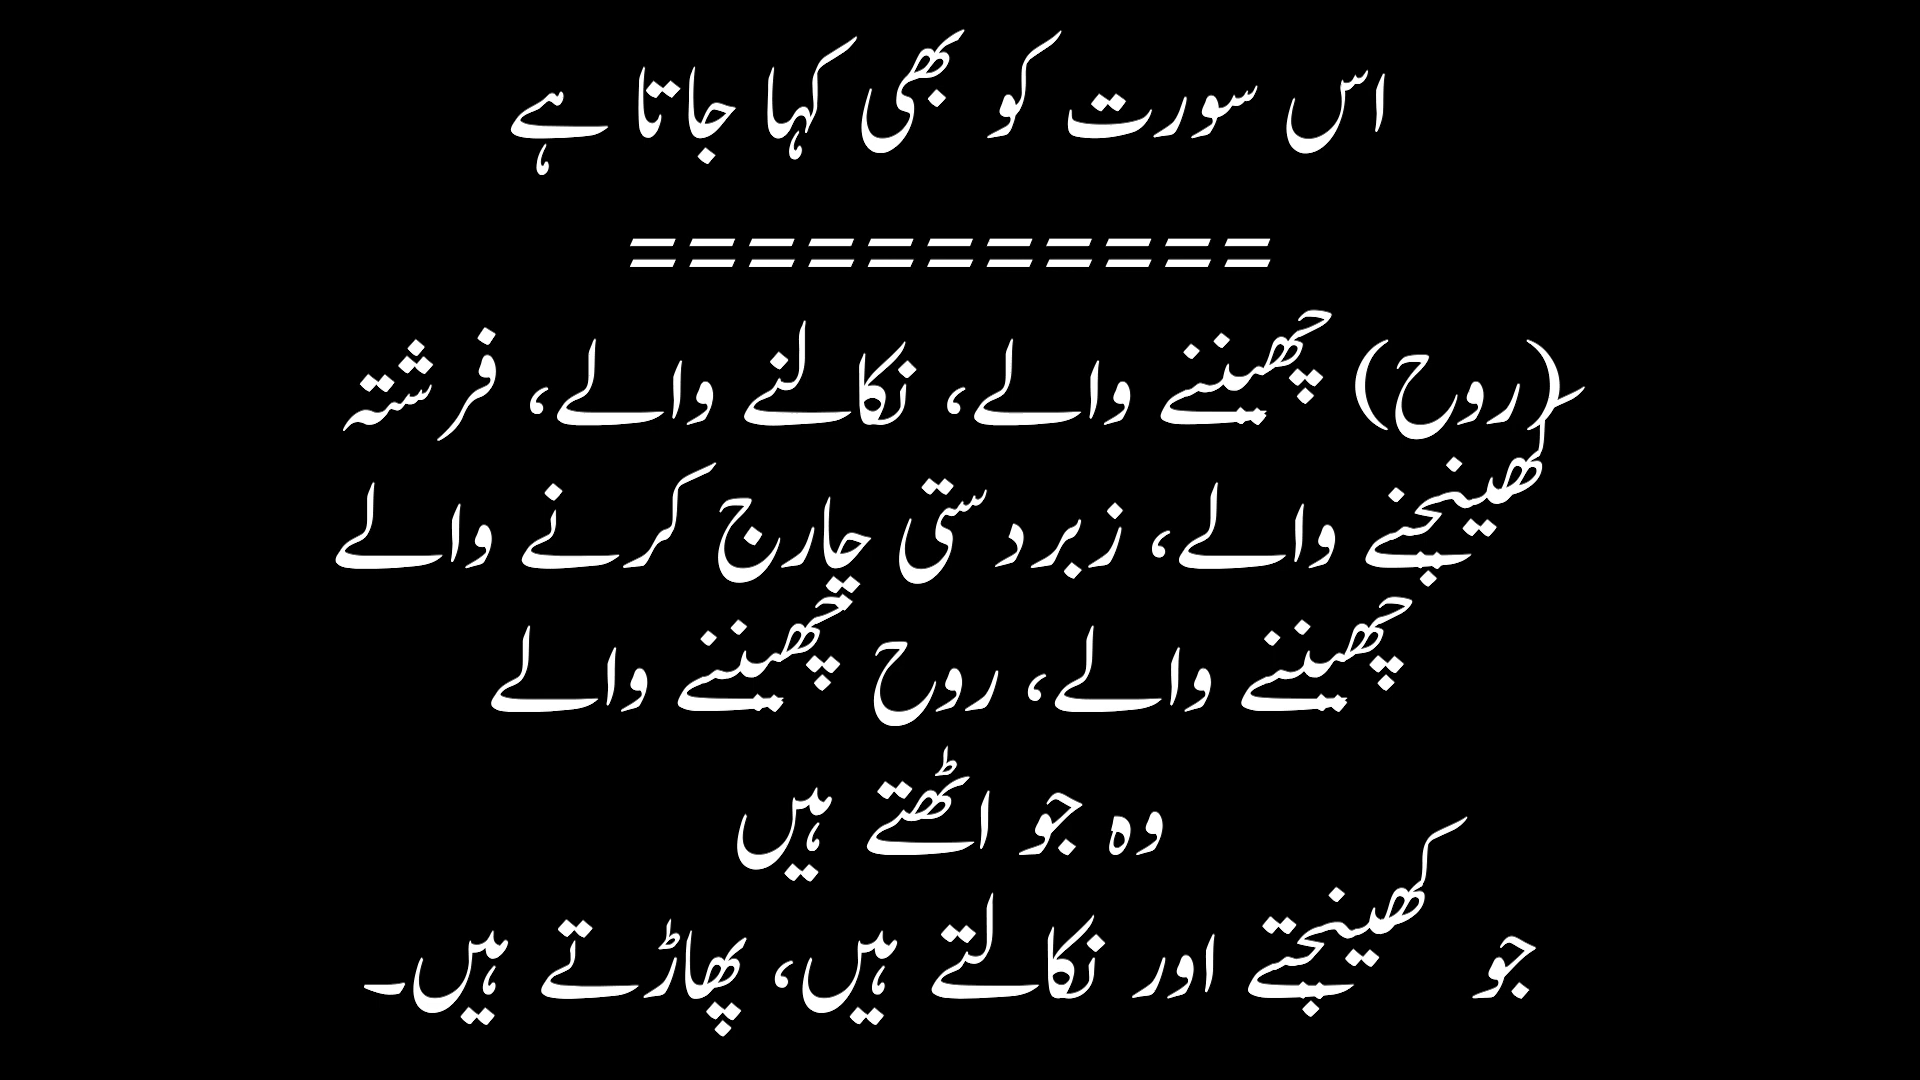 اس سورت کو بھی کہا جاتا ہے
===========
(روح) چھیننے والے، نکالنے والے، فرشتہ
کھینچنے والے، زبردستی چارج کرنے والے
چھیننے والے، روح چھیننے والے
وہ جو اٹھتے ہیں
جو کھینچتے اور نکالتے ہیں، پھاڑتے ہیں۔